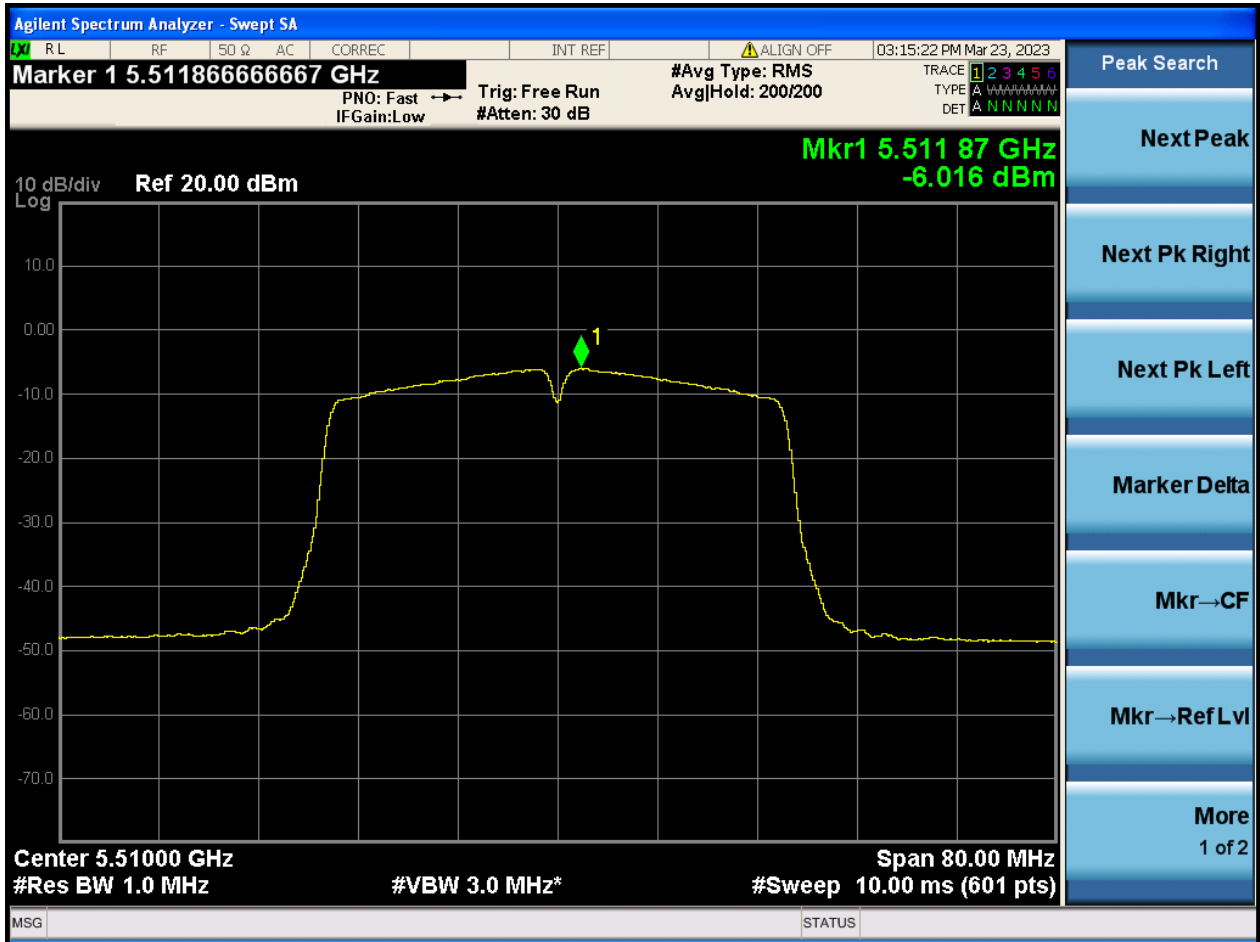 Agilent Spectrum Analyzer - Swept SA
LXI RL RF 50 Ω AC CORREC INT REF ALIGN OFF 03:15:22 PM Mar 23, 2023
Marker 1 5.511866666667 GHz
PNO: Fast
IFGain:Low
Trig: Free Run
#Atten: 30 dB
#Avg Type: RMS
Avg|Hold: 200/200
TRACE 1 2 3 4 5 6
TYPE A WWWWW
DET A N N N N N
Mkr1 5.511 87 GHz
-6.016 dBm
10 dB/div Ref 20.00 dBm
Log
10.0
0.00
1
-10.0
-20.0
-30.0
-40.0
-50.0
-60.0
-70.0
Center 5.51000 GHz Span 80.00 MHz
#Res BW 1.0 MHz #VBW 3.0 MHz* #Sweep 10.00 ms (601 pts)
MSG STATUS
Peak Search
Next Peak
Next Pk Right
Next Pk Left
Marker Delta
Mkr→CF
Mkr→Ref Lvl
More
1 of 2